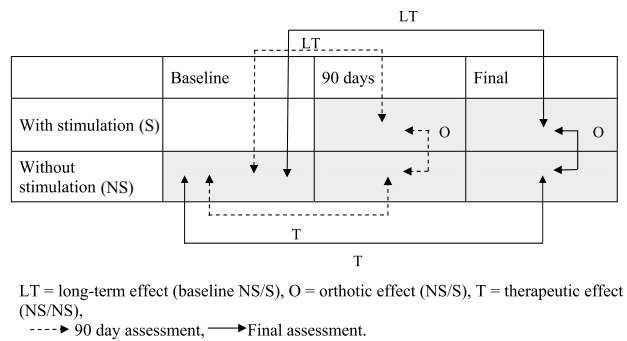 LT
LT
Baseline 90 days Final
With stimulation (S)
O O
Without
stimulation (NS)
T
T
LT = long-term effect (baseline NS/S), O = orthotic effect (NS/S), T = therapeutic effect
(NS/NS),
90 day assessment, Final assessment.